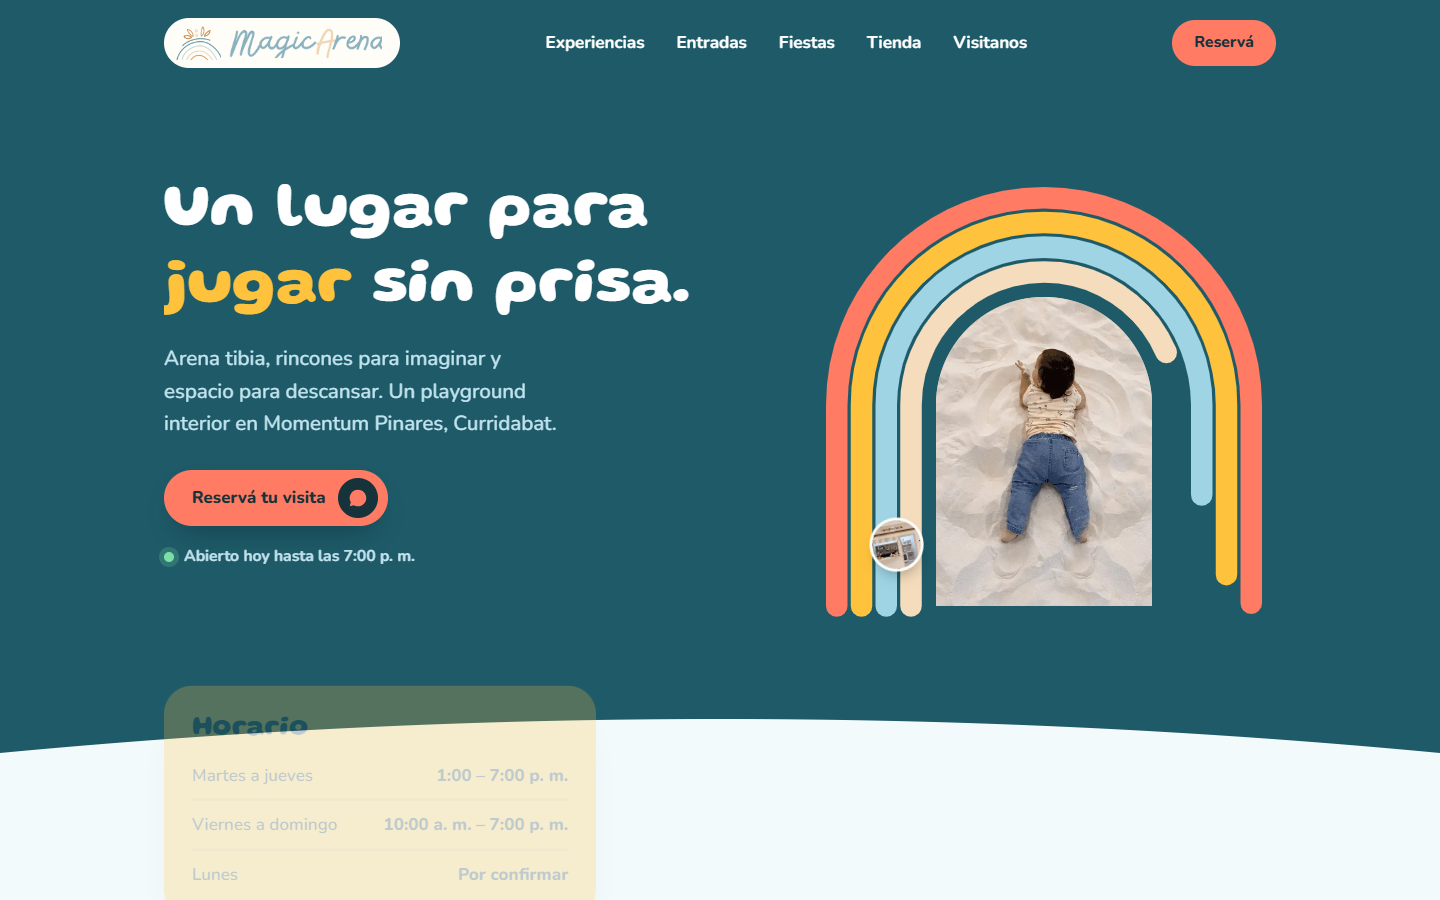 MagicArena
Experiencias
Entradas
Fiestas
Tienda
Visitanos
Reservá
Un lugar para
jugar sin prisa.
Arena tibia, rincones para imaginar y
espacio para descansar. Un playground
interior en Momentum Pinares, Curridabat.
Reservá tu visita
Abierto hoy hasta las 7:00 p. m.
Horario
Martes a jueves 1:00 – 7:00 p. m.
Viernes a domingo 10:00 a. m. – 7:00 p. m.
Lunes Por confirmar